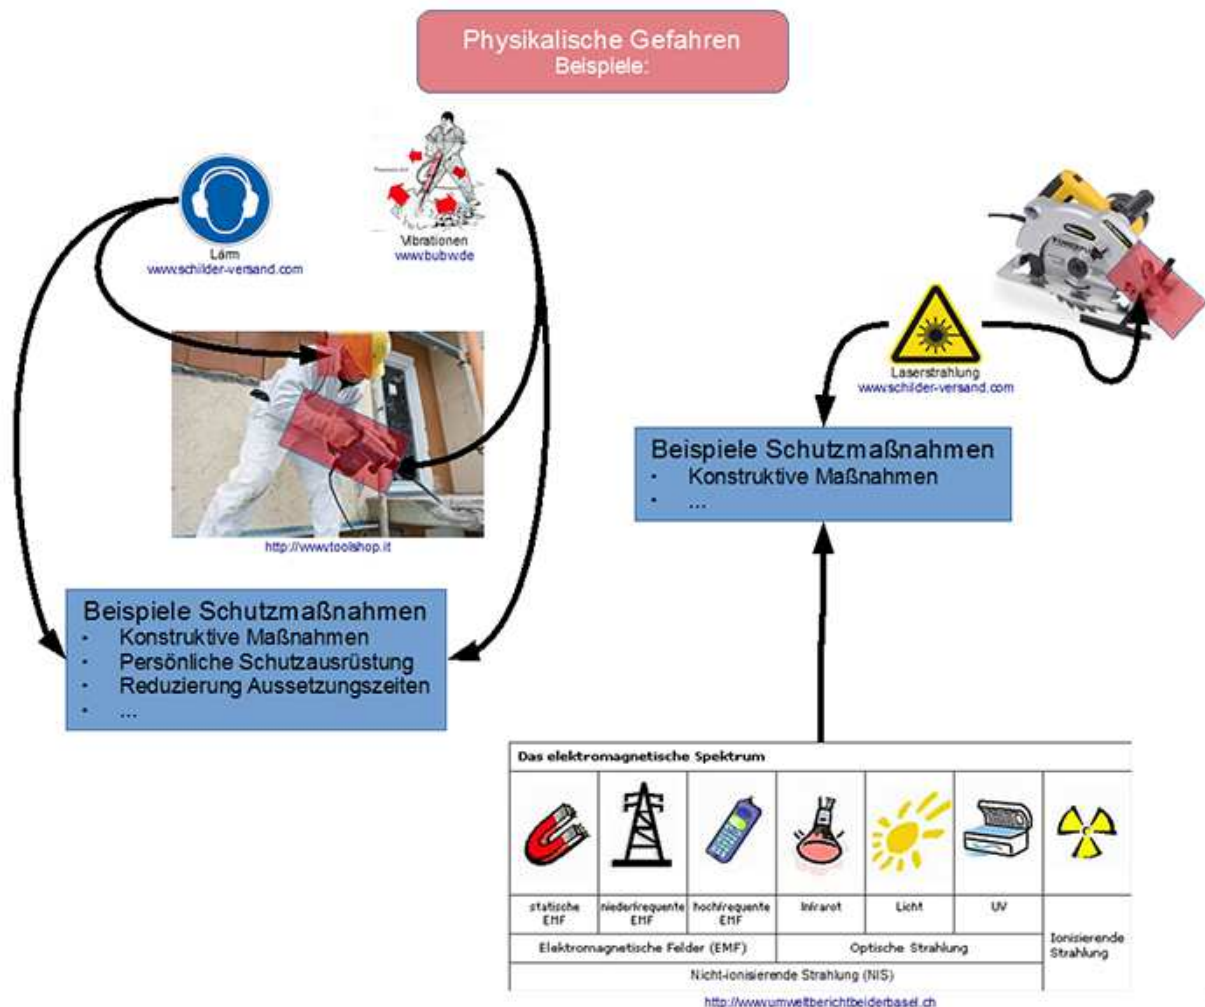 Physikalische Gefahren
Beispiele:
Lärm
www.schilder-versand.com
Vibrationen
www.bubw.de
Laserstrahlung
www.schilder-versand.com
http://www.toolshop.it
Beispiele Schutzmaßnahmen
· Konstruktive Maßnahmen
· ...
Beispiele Schutzmaßnahmen
· Konstruktive Maßnahmen
· Persönliche Schutzausrüstung
· Reduzierung Aussetzungszeiten
· ...
Das elektromagnetische Spektrum
statische EMF
niederfrequente EMF
hochfrequente EMF
Infrarot
Licht
UV
Ionisierende Strahlung
Elektromagnetische Felder (EMF)
Optische Strahlung
Nicht-ionisierende Strahlung (NIS)
http://www.umweltberichtbeiderbasel.ch